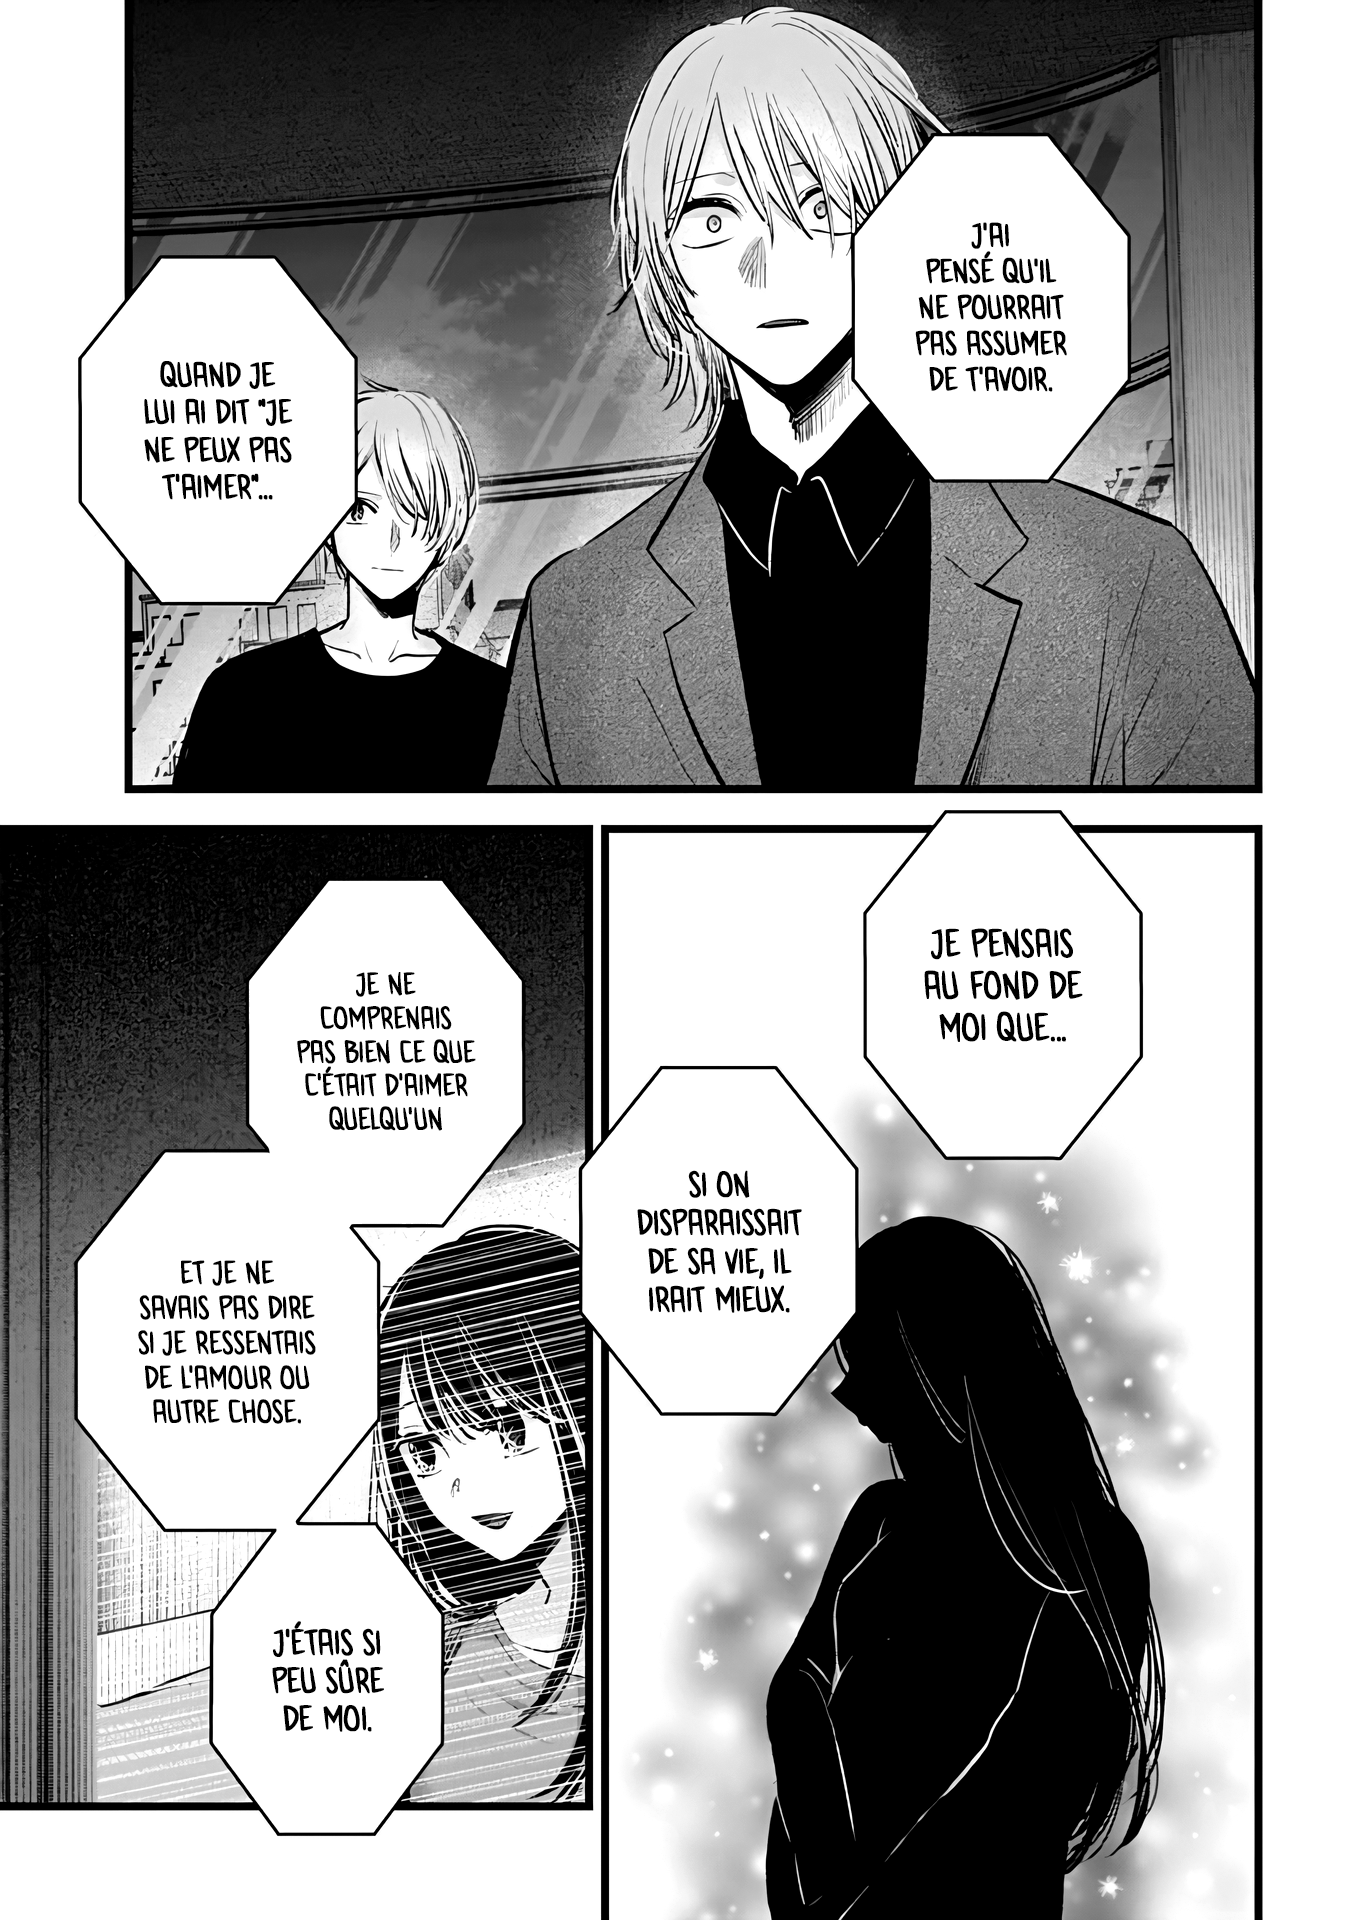 J'AI
PENSÉ QU'IL
NE POURRAIT
PAS ASSUMER
DE T'AVOIR.
QUAND JE
LUI AI DIT "JE
NE PEUX PAS
T'AIMER"...
JE PENSAIS
AU FOND DE
MOI QUE...
SI ON
DISPARAISSAIT
DE SA VIE, IL
IRAIT MIEUX.
JE NE
COMPRENAIS
PAS BIEN CE QUE
C'ÉTAIT D'AIMER
QUELQU'UN
ET JE NE
SAVAIS PAS DIRE
SI JE RESSENTAIS
DE L'AMOUR OU
AUTRE CHOSE.
J'ÉTAIS SI
PEU SÛRE
DE MOI.